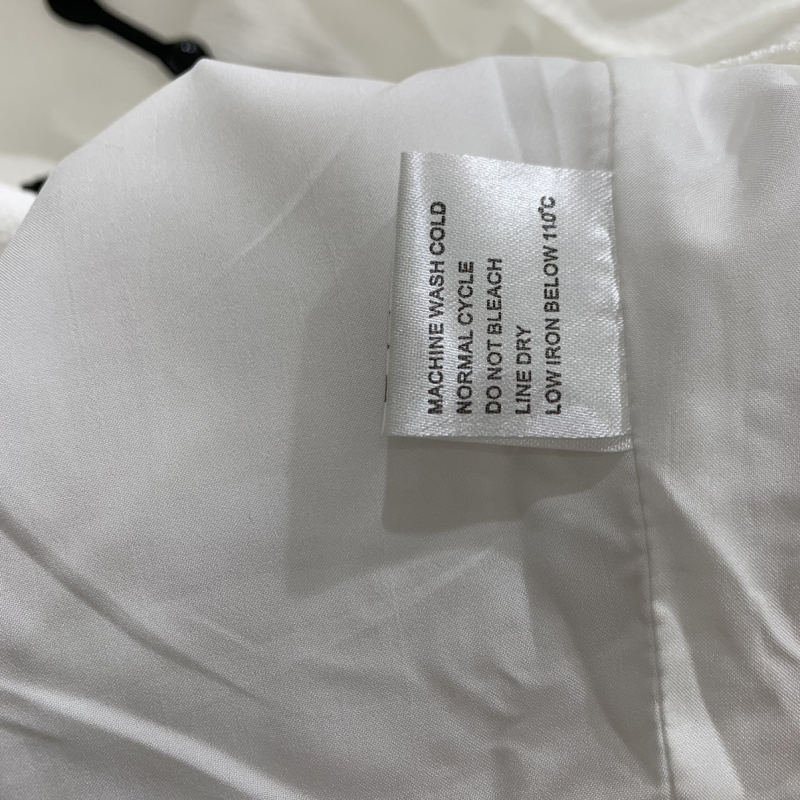 MACHINE WASH COLD
NORMAL CYCLE
DO NOT BLEACH
LINE DRY
LOW IRON BELOW 110°C